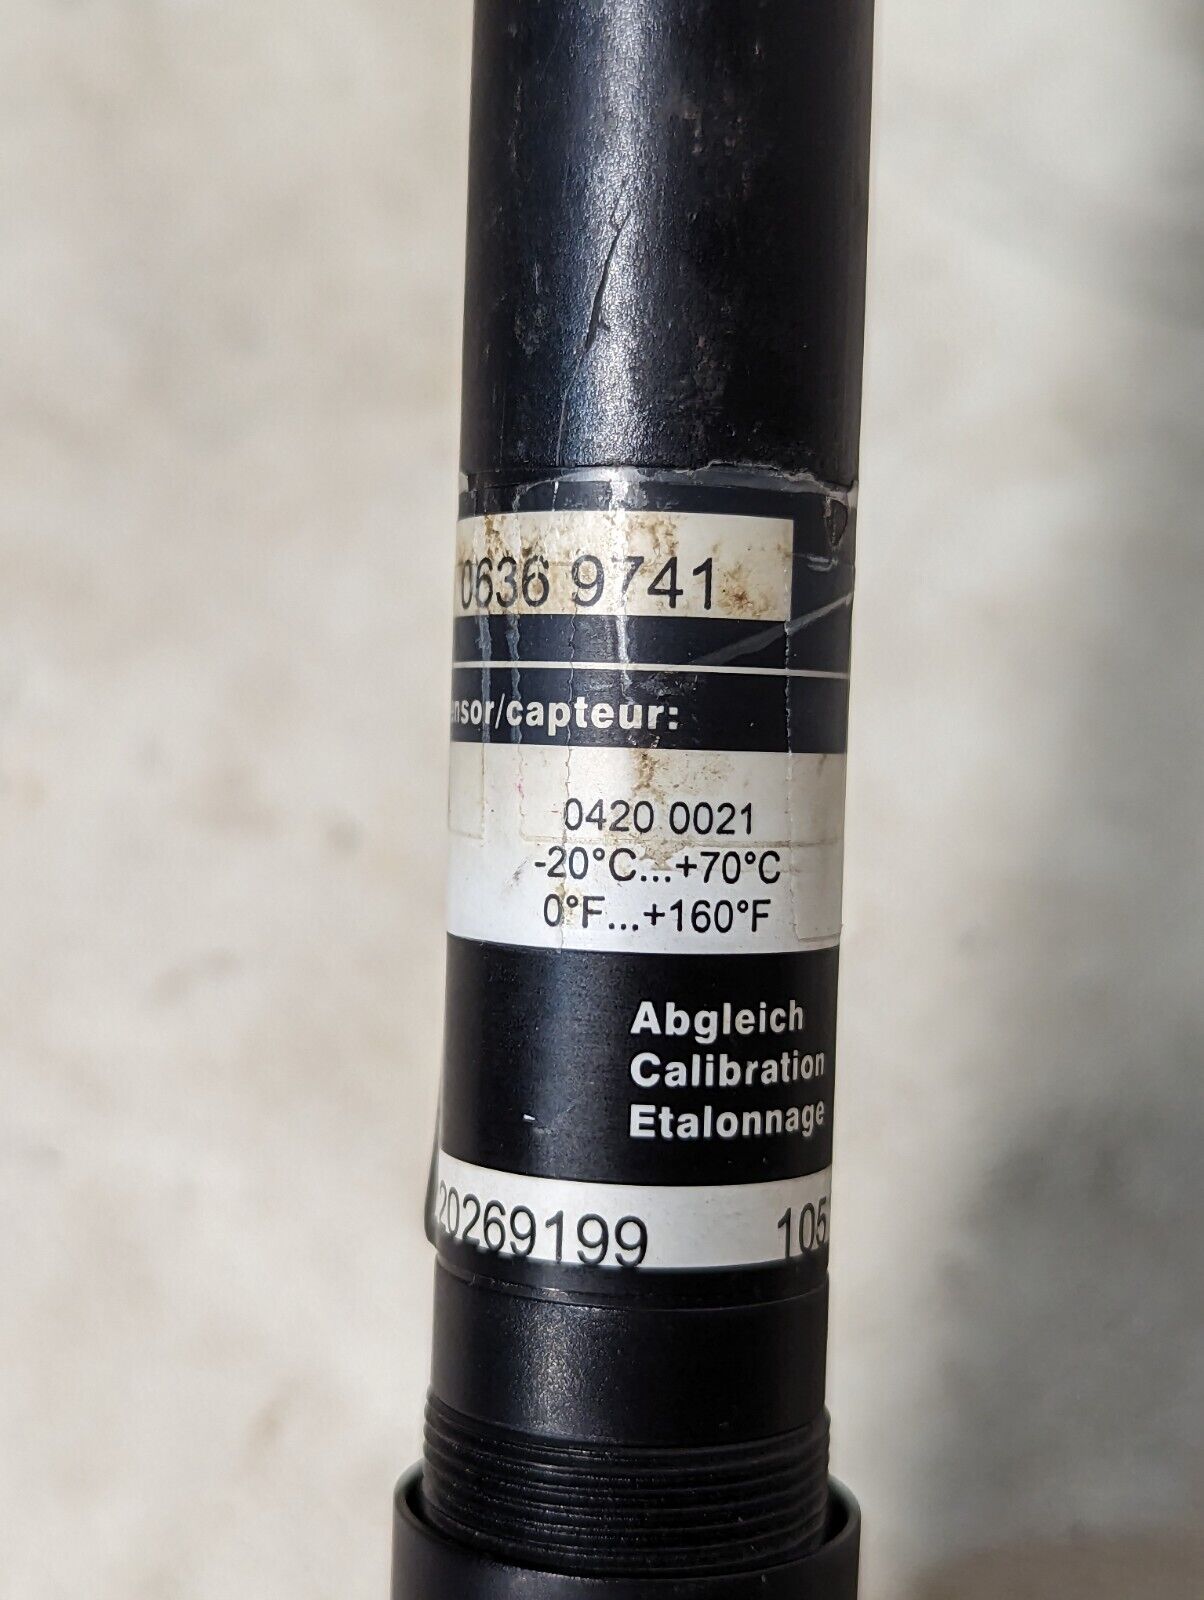 0636 9741
ensor/capteur:
0420 0021
-20°C...+70°C
0°F...+160°F
Abgleich
Calibration
Etalonnage
20269199 105